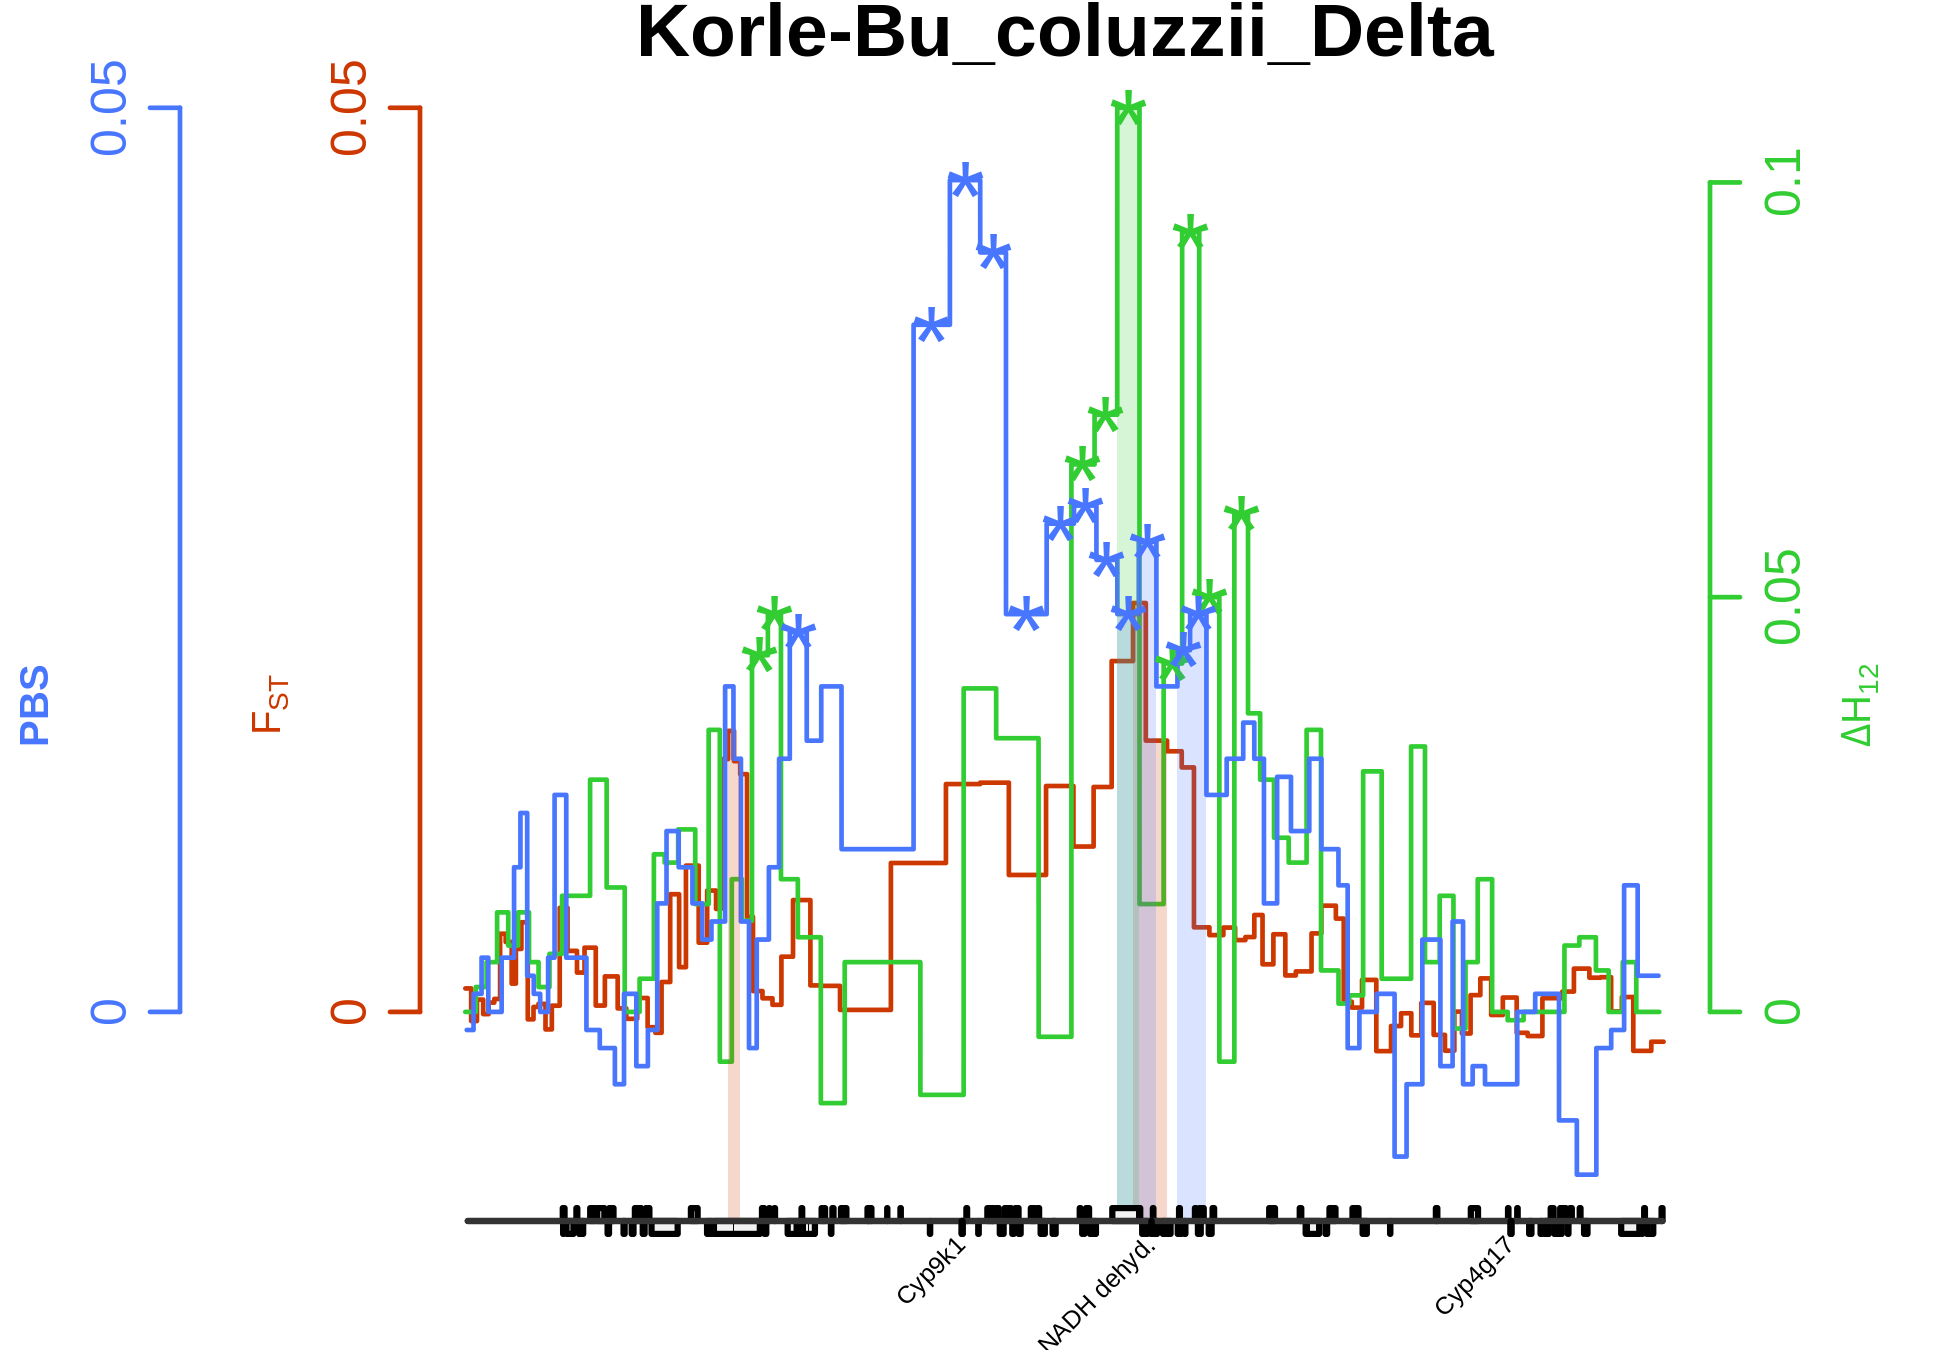 Korle-Bu_coluzzii_Delta
PBS
0
0.05
FST
0
0.05
ΔH12
0
0.05
0.1
Cyp9k1
NADH dehyd.
Cyp4g17